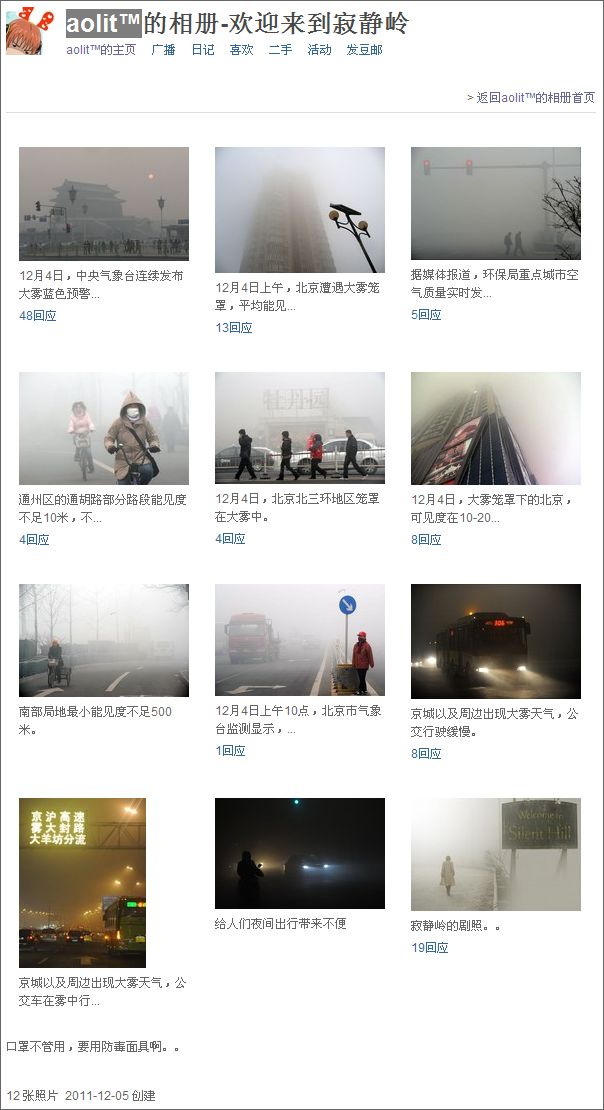 aolit™的相册-欢迎来到寂静岭
aolit™的主页 广播 日记 喜欢 二手 活动 发豆邮
> 返回aolit™的相册首页
12月4日，中央气象台连续发布
大雾蓝色预警...
48回应
12月4日上午，北京遭遇大雾笼
罩，平均能见...
13回应
据媒体报道，环保局重点城市空
气质量实时发...
5回应
牡丹园
通州区的通胡路部分路段能见度
不足10米，不...
4回应
12月4日，北京北三环地区笼罩
在大雾中。
4回应
12月4日，大雾笼罩下的北京，
可见度在10-20...
8回应
南部局地最小能见度不足500
米。
12月4日上午10点，北京市气象
台监测显示，...
1回应
京城以及周边出现大雾天气，公
交行驶缓慢。
8回应
京沪高速
雾大封路
大羊坊分流
京城以及周边出现大雾天气，公
交车在雾中行...
给人们夜间出行带来不便
Welcome to
Silent Hill
寂静岭的剧照。。
19回应
口罩不管用，要用防毒面具啊。。
12张照片 2011-12-05创建